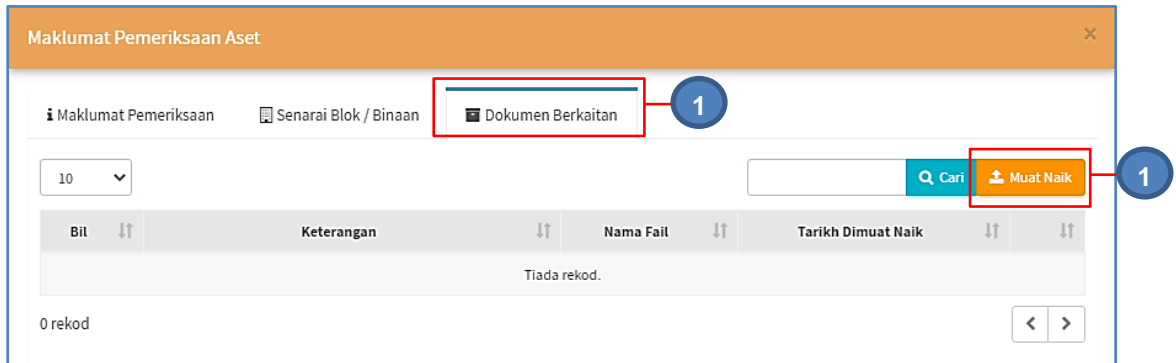 Maklumat Pemeriksaan Aset ×
i Maklumat Pemeriksaan Senarai Blok / Binaan Dokumen Berkaitan 1
10 Cari Muat Naik 1
Bil Keterangan Nama Fail Tarikh Dimuat Naik
Tiada rekod.
0 rekod < >